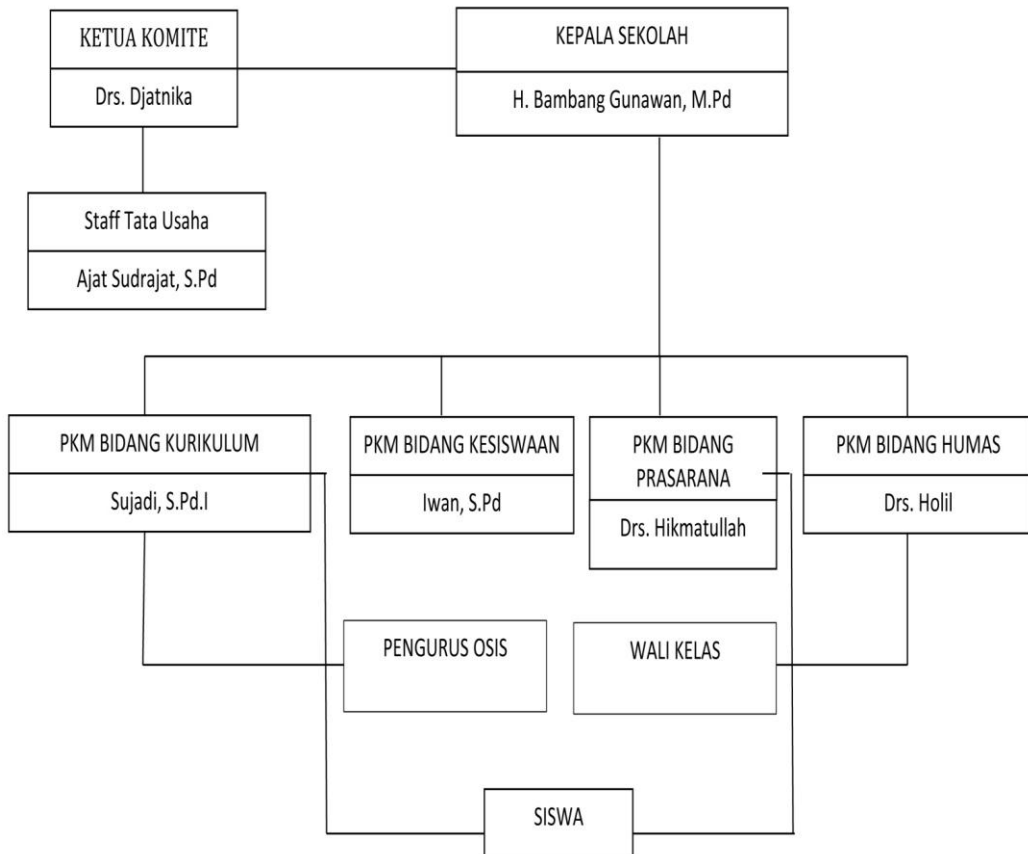 KETUA KOMITE
Drs. Djatnika
KEPALA SEKOLAH
H. Bambang Gunawan, M.Pd
Staff Tata Usaha
Ajat Sudrajat, S.Pd
PKM BIDANG KURIKULUM
Sujadi, S.Pd.I
PKM BIDANG KESISWAAN
Iwan, S.Pd
PKM BIDANG
PRASARANA
Drs. Hikmatullah
PKM BIDANG HUMAS
Drs. Holil
PENGURUS OSIS
WALI KELAS
SISWA